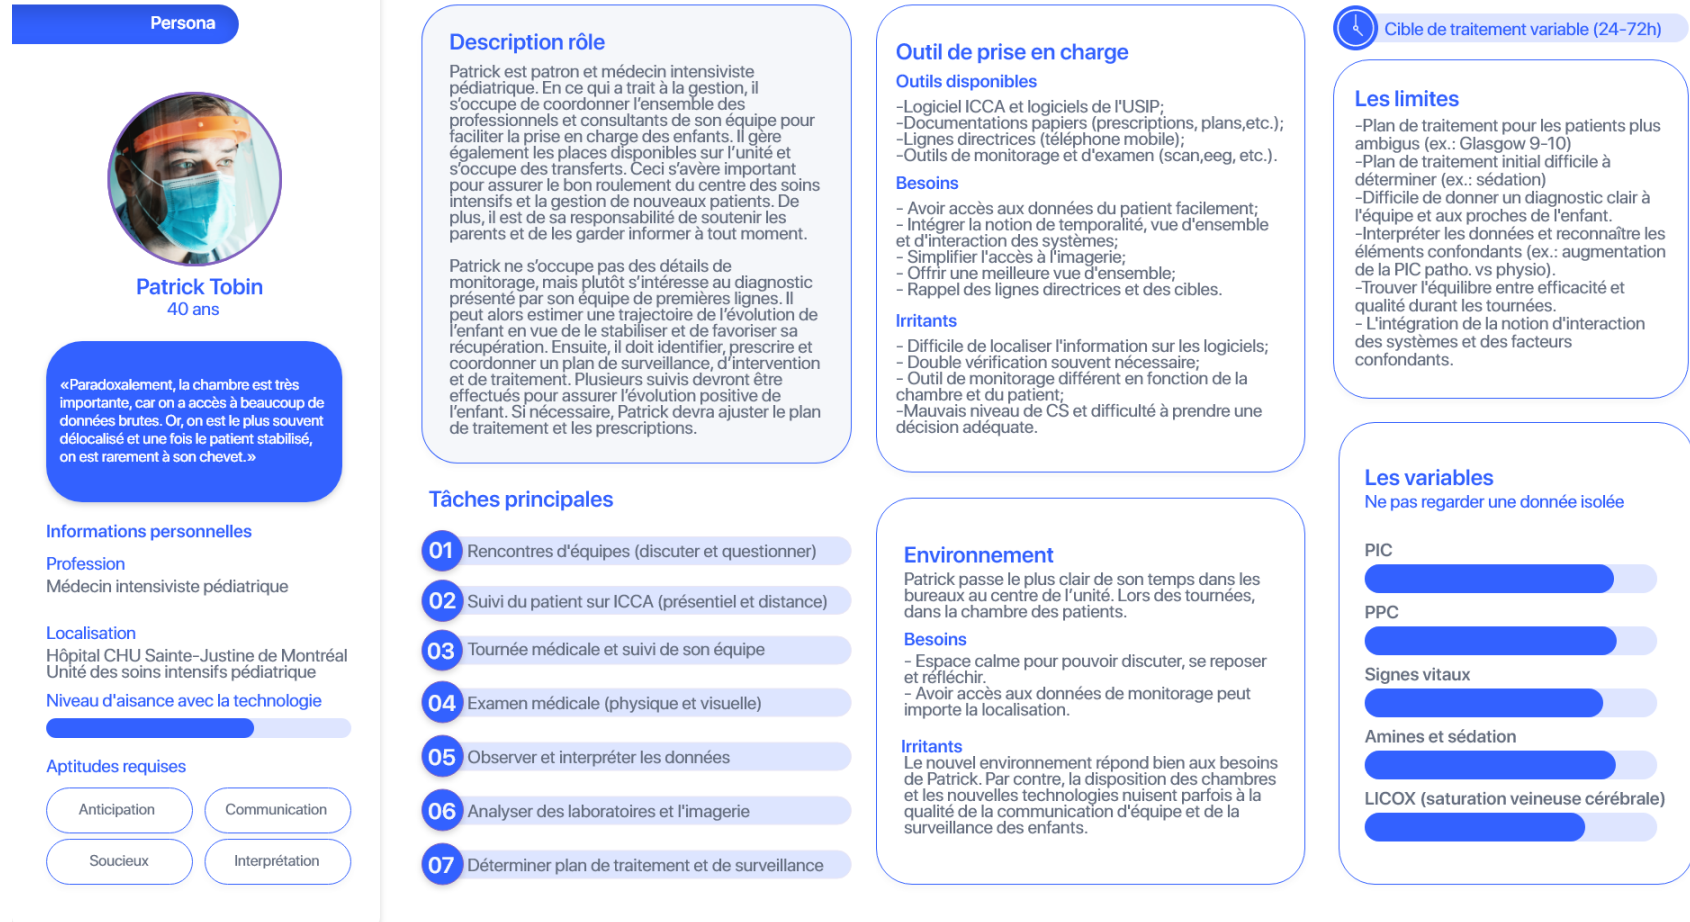 Persona
Patrick Tobin
40 ans
«Paradoxalement, la chambre est très
importante, car on a accès à beaucoup de
données brutes. Or, on est le plus souvent
délocalisé et une fois le patient stabilisé,
on est rarement à son chevet.»
Informations personnelles
Profession
Médecin intensiviste pédiatrique
Localisation
Hôpital CHU Sainte-Justine de Montréal
Unité des soins intensifs pédiatrique
Niveau d'aisance avec la technologie
Aptitudes requises
Anticipation
Communication
Soucieux
Interprétation
Description rôle
Patrick est patron et médecin intensiviste
pédiatrique. En ce qui a trait à la gestion, il
s’occupe de coordonner l’ensemble des
professionnels et consultants de son équipe pour
faciliter la prise en charge des enfants. Il gère
également les places disponibles sur l’unité et
s’occupe des transferts. Ceci s’avère important
pour assurer le bon roulement du centre des soins
intensifs et la gestion de nouveaux patients. De
plus, il est de sa responsabilité de soutenir les
parents et de les garder informer à tout moment.
Patrick ne s’occupe pas des détails de
monitorage, mais plutôt s’intéresse au diagnostic
présenté par son équipe de premières lignes. Il
peut alors estimer une trajectoire de l’évolution de
l’enfant en vue de le stabiliser et de favoriser sa
récupération. Ensuite, il doit identifier, prescrire et
coordonner un plan de surveillance, d’intervention
et de traitement. Plusieurs suivis devront être
effectués pour assurer l’évolution positive de
l’enfant. Si nécessaire, Patrick devra ajuster le plan
de traitement et les prescriptions.
Tâches principales
01 Rencontres d'équipes (discuter et questionner)
02 Suivi du patient sur ICCA (présentiel et distance)
03 Tournée médicale et suivi de son équipe
04 Examen médicale (physique et visuelle)
05 Observer et interpréter les données
06 Analyser des laboratoires et l'imagerie
07 Déterminer plan de traitement et de surveillance
Outil de prise en charge
Outils disponibles
-Logiciel ICCA et logiciels de l'USIP;
-Documentations papiers (prescriptions, plans,etc.);
-Lignes directrices (téléphone mobile);
-Outils de monitorage et d'examen (scan,eeg, etc.).
Besoins
- Avoir accès aux données du patient facilement;
- Intégrer la notion de temporalité, vue d'ensemble
et d'interaction des systèmes;
- Simplifier l'accès à l'imagerie;
- Offrir une meilleure vue d'ensemble;
- Rappel des lignes directrices et des cibles.
Irritants
- Difficile de localiser l'information sur les logiciels;
- Double vérification souvent nécessaire;
- Outil de monitorage différent en fonction de la
chambre et du patient;
-Mauvais niveau de CS et difficulté à prendre une
décision adéquate.
Environnement
Patrick passe le plus clair de son temps dans les
bureaux au centre de l’unité. Lors des tournées,
dans la chambre des patients.
Besoins
- Espace calme pour pouvoir discuter, se reposer
et réfléchir.
- Avoir accès aux données de monitorage peut
importe la localisation.
Irritants
Le nouvel environnement répond bien aux besoins
de Patrick. Par contre, la disposition des chambres
et les nouvelles technologies nuisent parfois à la
qualité de la communication d'équipe et de la
surveillance des enfants.
Cible de traitement variable (24-72h)
Les limites
-Plan de traitement pour les patients plus
ambigus (ex.: Glasgow 9-10)
-Plan de traitement initial difficile à
déterminer (ex.: sédation)
-Difficile de donner un diagnostic clair à
l'équipe et aux proches de l'enfant.
-Interpréter les données et reconnaître les
éléments confondants (ex.: augmentation
de la PIC patho. vs physio).
-Trouver l'équilibre entre efficacité et
qualité durant les tournées.
- L'intégration de la notion d'interaction
des systèmes et des facteurs
confondants.
Les variables
Ne pas regarder une donnée isolée
PIC
PPC
Signes vitaux
Amines et sédation
LICOX (saturation veineuse cérébrale)